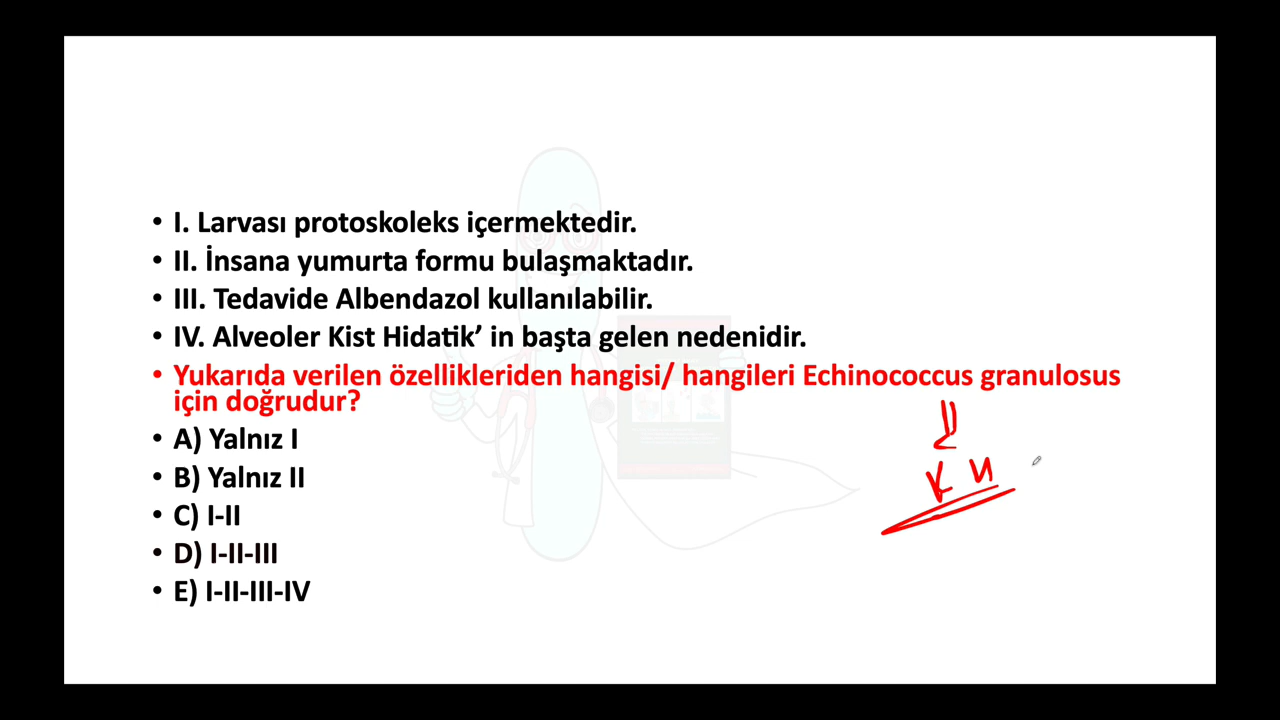 • I. Larvası protoskoleks içermektedir.
• II. İnsana yumurta formu bulaşmaktadır.
• III. Tedavide Albendazol kullanılabilir.
• IV. Alveoler Kist Hidatik’ in başta gelen nedenidir.
• Yukarıda verilen özellikleriden hangisi/ hangileri Echinococcus granulosus
için doğrudur?
• A) Yalnız I
• B) Yalnız II
• C) I-II
• D) I-II-III
• E) I-II-III-IV